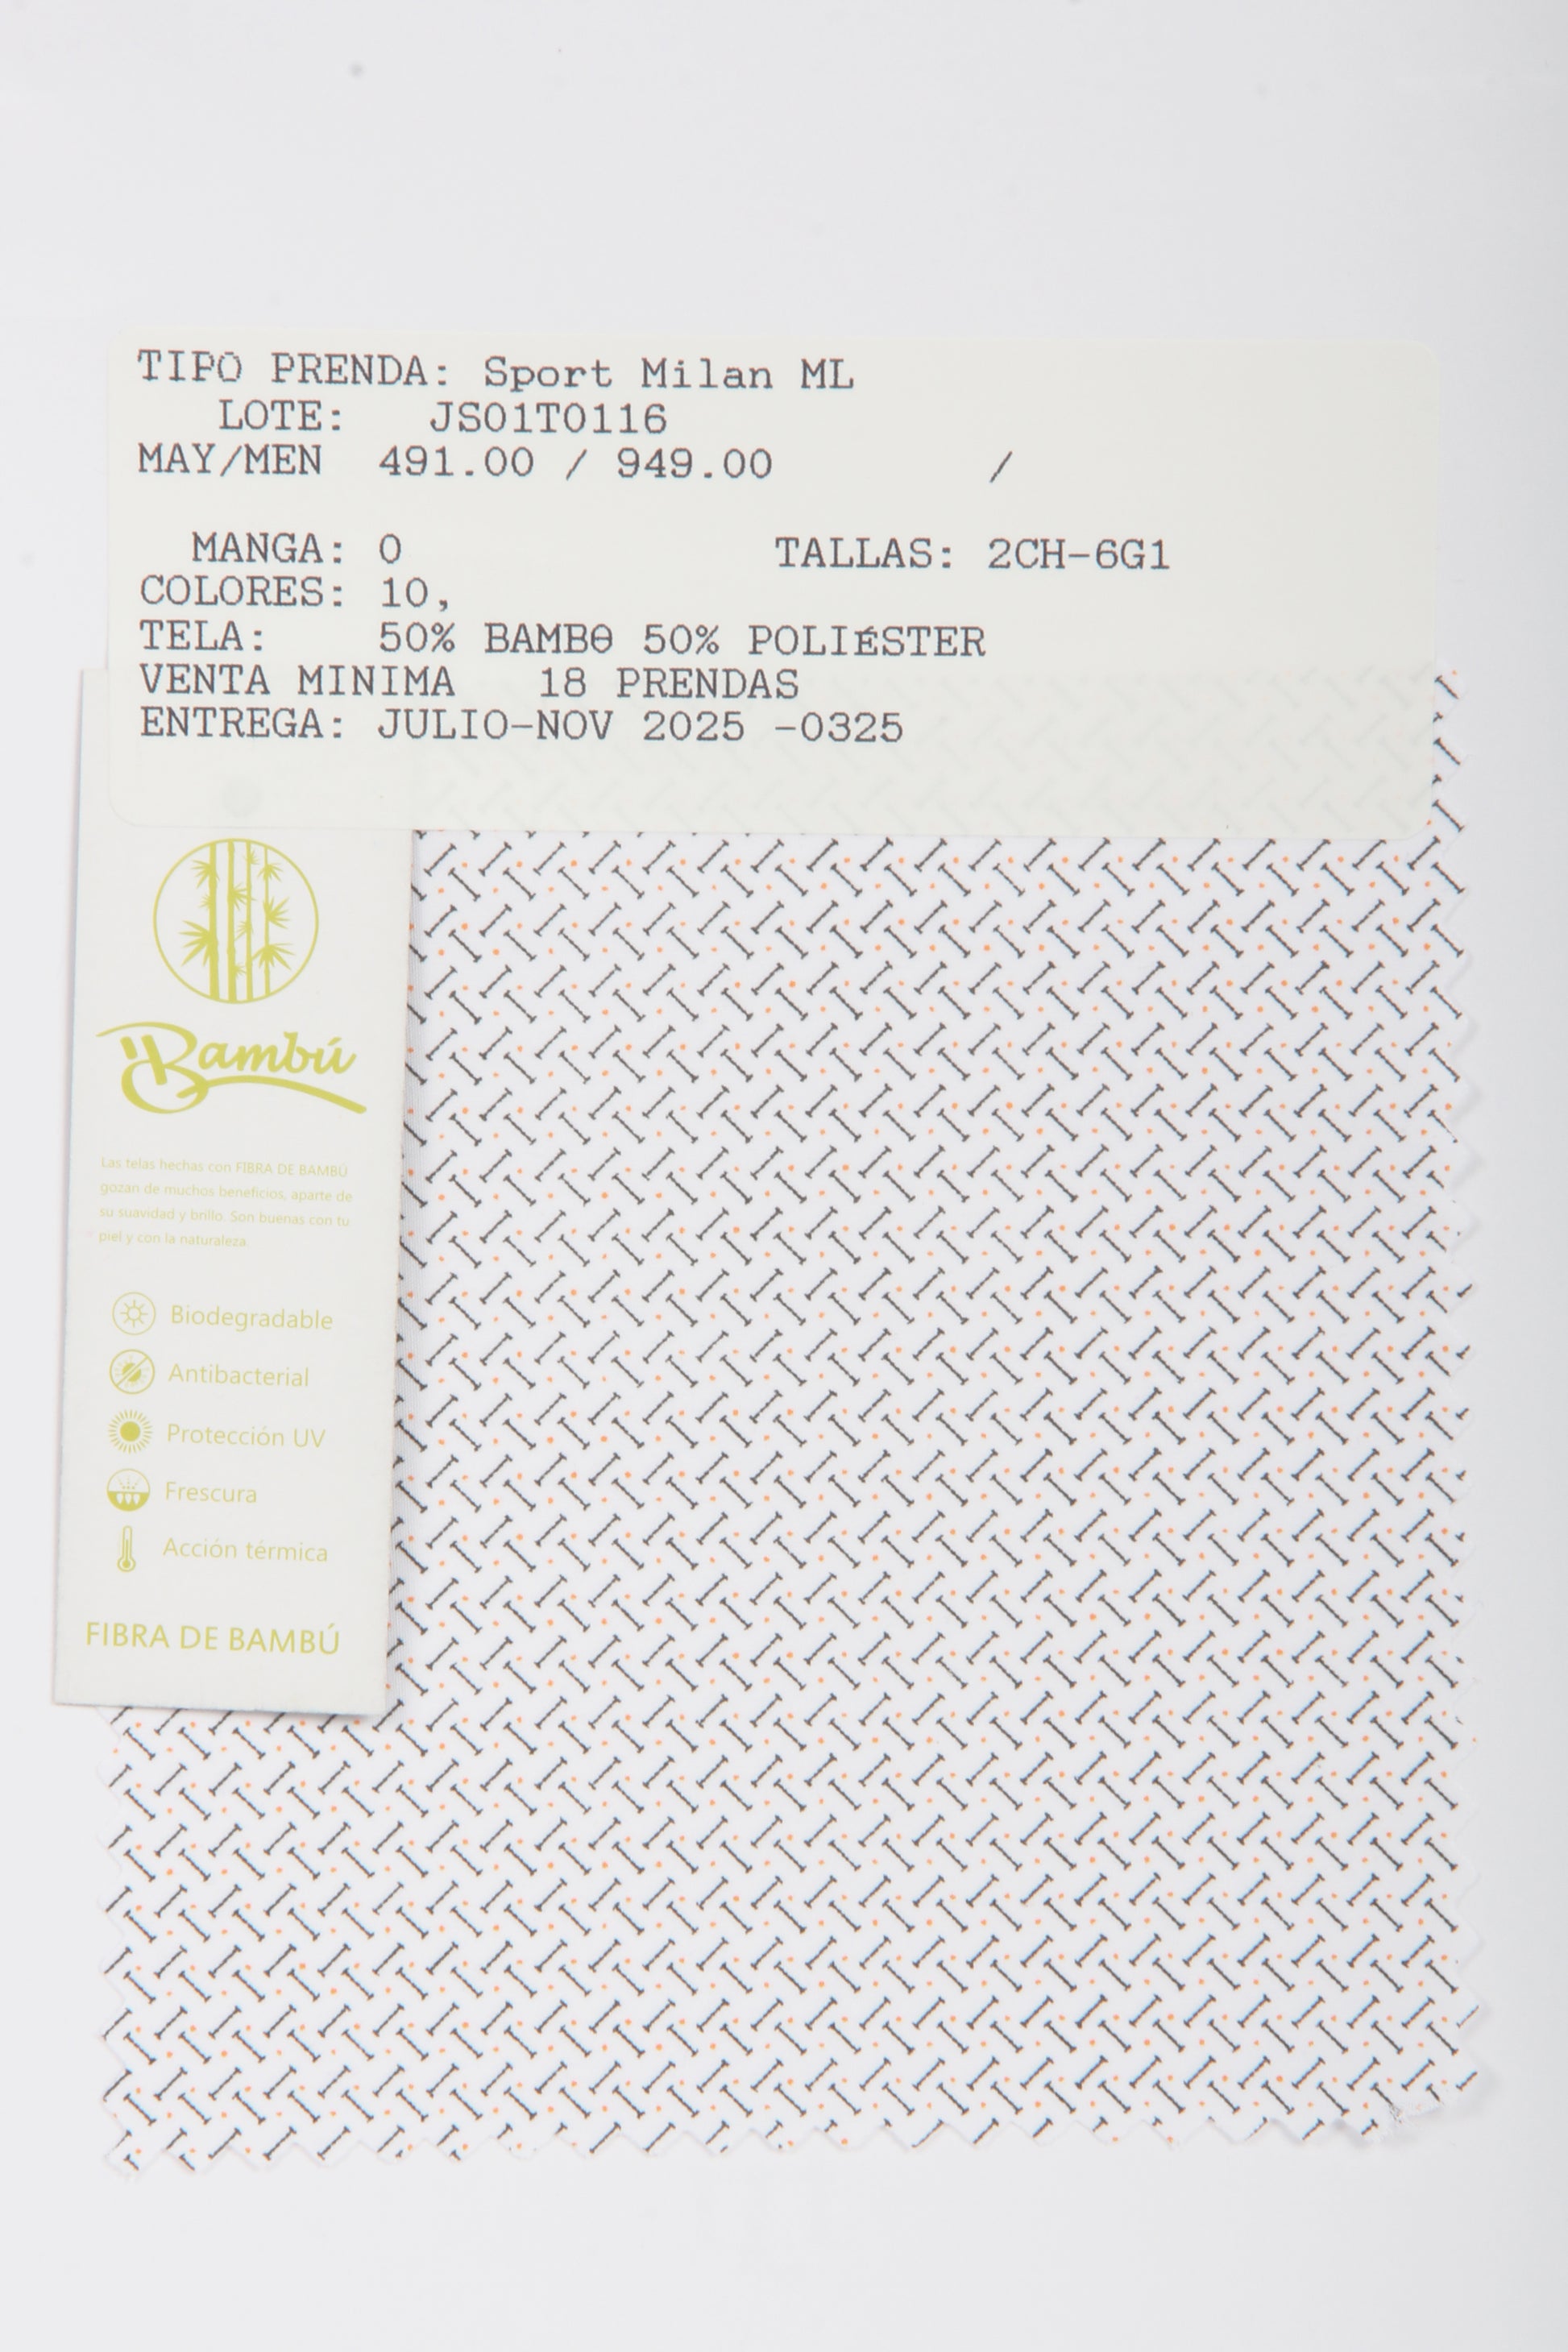 TIPO PRENDA: Sport Milan ML
LOTE: JS01T0116
MAY/MEN 491.00 / 949.00 /
MANGA: 0 TALLAS: 2CH-6G1
COLORES: 10,
TELA: 50% BAMBθ 50% POLIÉSTER
VENTA MINIMA 18 PRENDAS
ENTREGA: JULIO-NOV 2025 -0325
Bambú
Las telas hechas con FIBRA DE BAMBÚ
gozan de muchos beneficios, aparte de
su suavidad y brillo. Son buenas con tu
piel y con la naturaleza.
Biodegradable
Antibacterial
Protección UV
Frescura
Acción térmica
FIBRA DE BAMBÚ